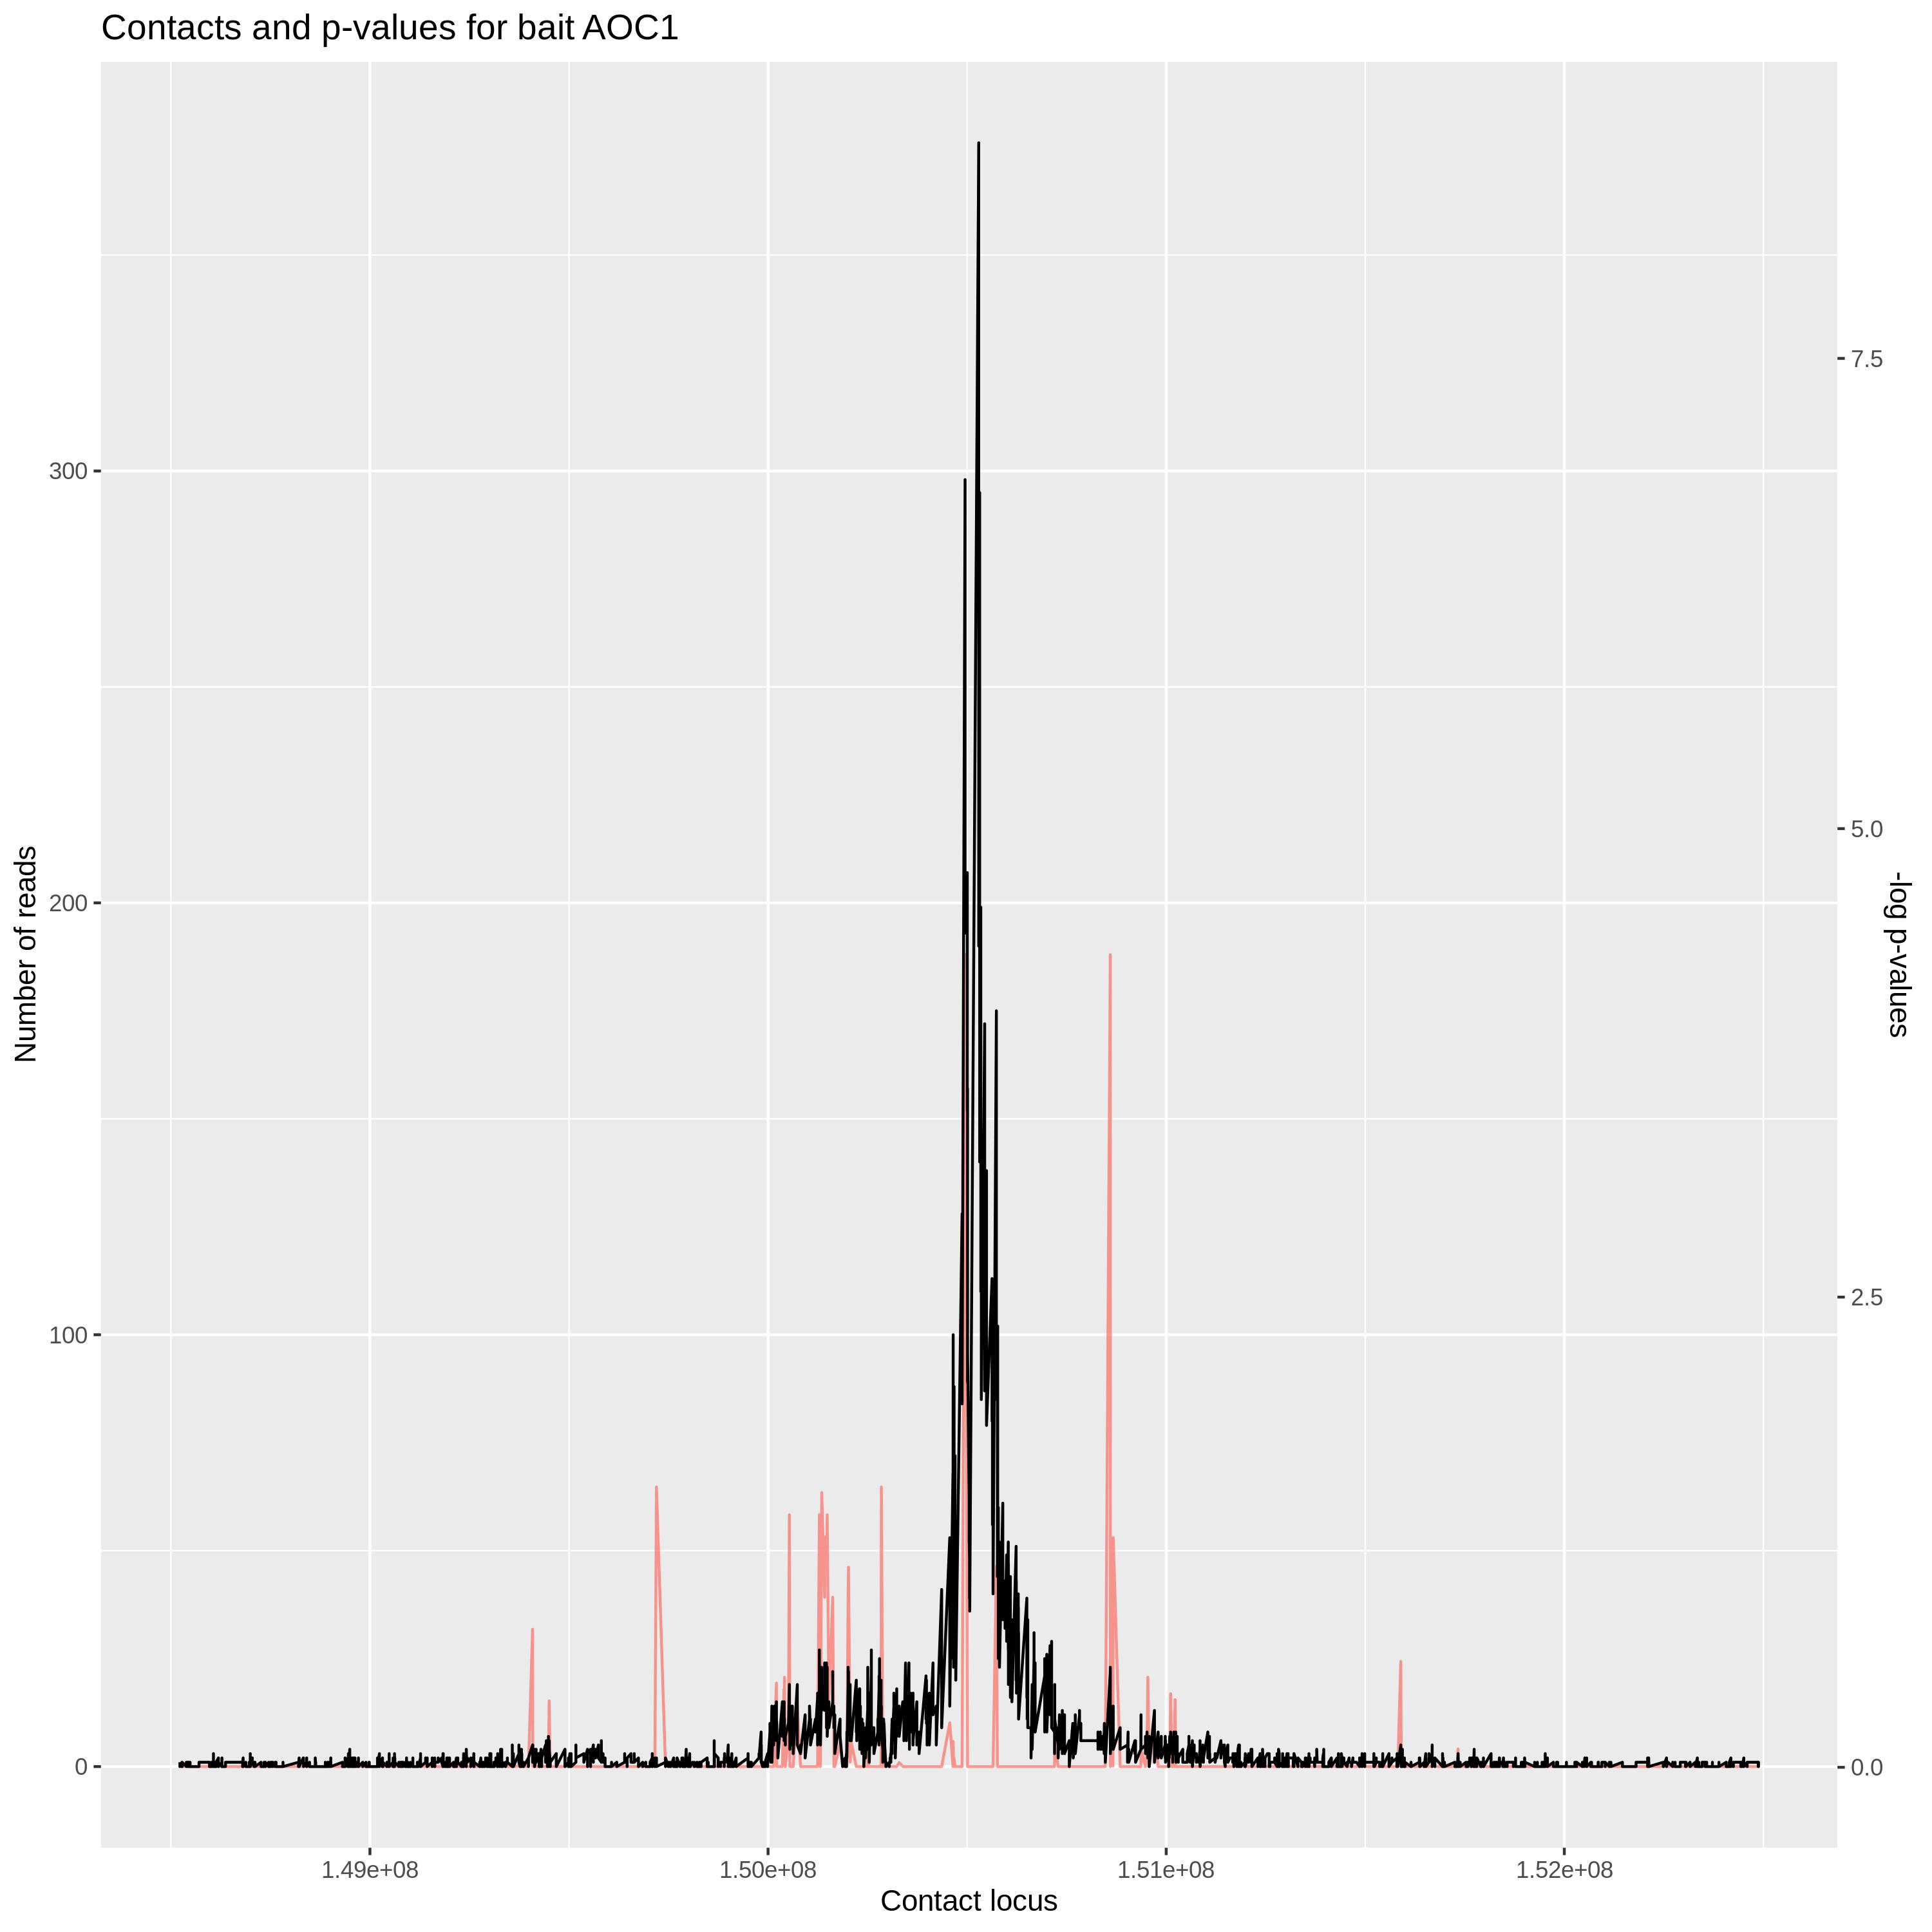 Contacts and p-values for bait AOC1
Number of reads
300
200
100
0
7.5
5.0
2.5
0.0
-log p-values
1.49e+08
1.50e+08
1.51e+08
1.52e+08
Contact locus